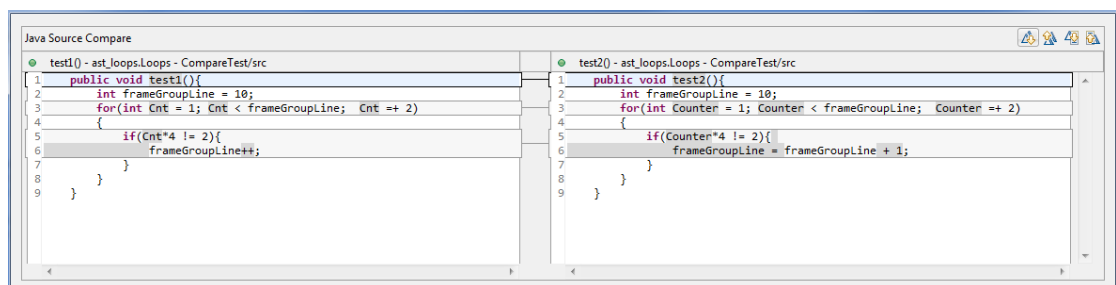 Java Source Compare
test1() - ast_loops.Loops - CompareTest/src
1 public void test1(){
2 int frameGroupLine = 10;
3 for(int Cnt = 1; Cnt < frameGroupLine; Cnt =+ 2)
4 {
5 if(Cnt*4 != 2){
6 frameGroupLine++;
7 }
8 }
9 }
test2() - ast_loops.Loops - CompareTest/src
1 public void test2(){
2 int frameGroupLine = 10;
3 for(int Counter = 1; Counter < frameGroupLine; Counter =+ 2)
4 {
5 if(Counter*4 != 2){
6 frameGroupLine = frameGroupLine + 1;
7 }
8 }
9 }